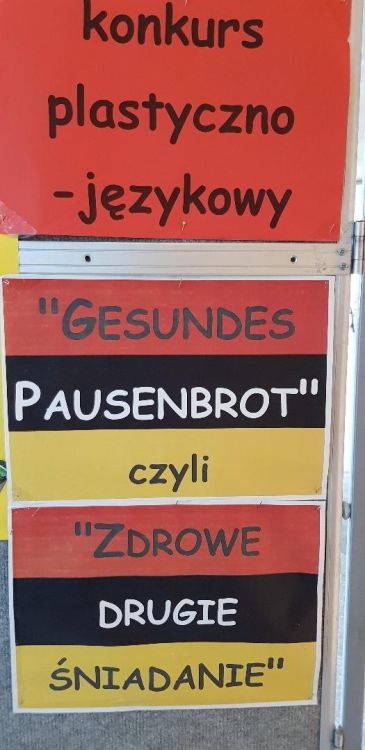 konkurs
plastyczno
-językowy
"GESUNDES
PAUSENBROT"
czyli
"ZDROWE
DRUGIE
ŚNIADANIE"